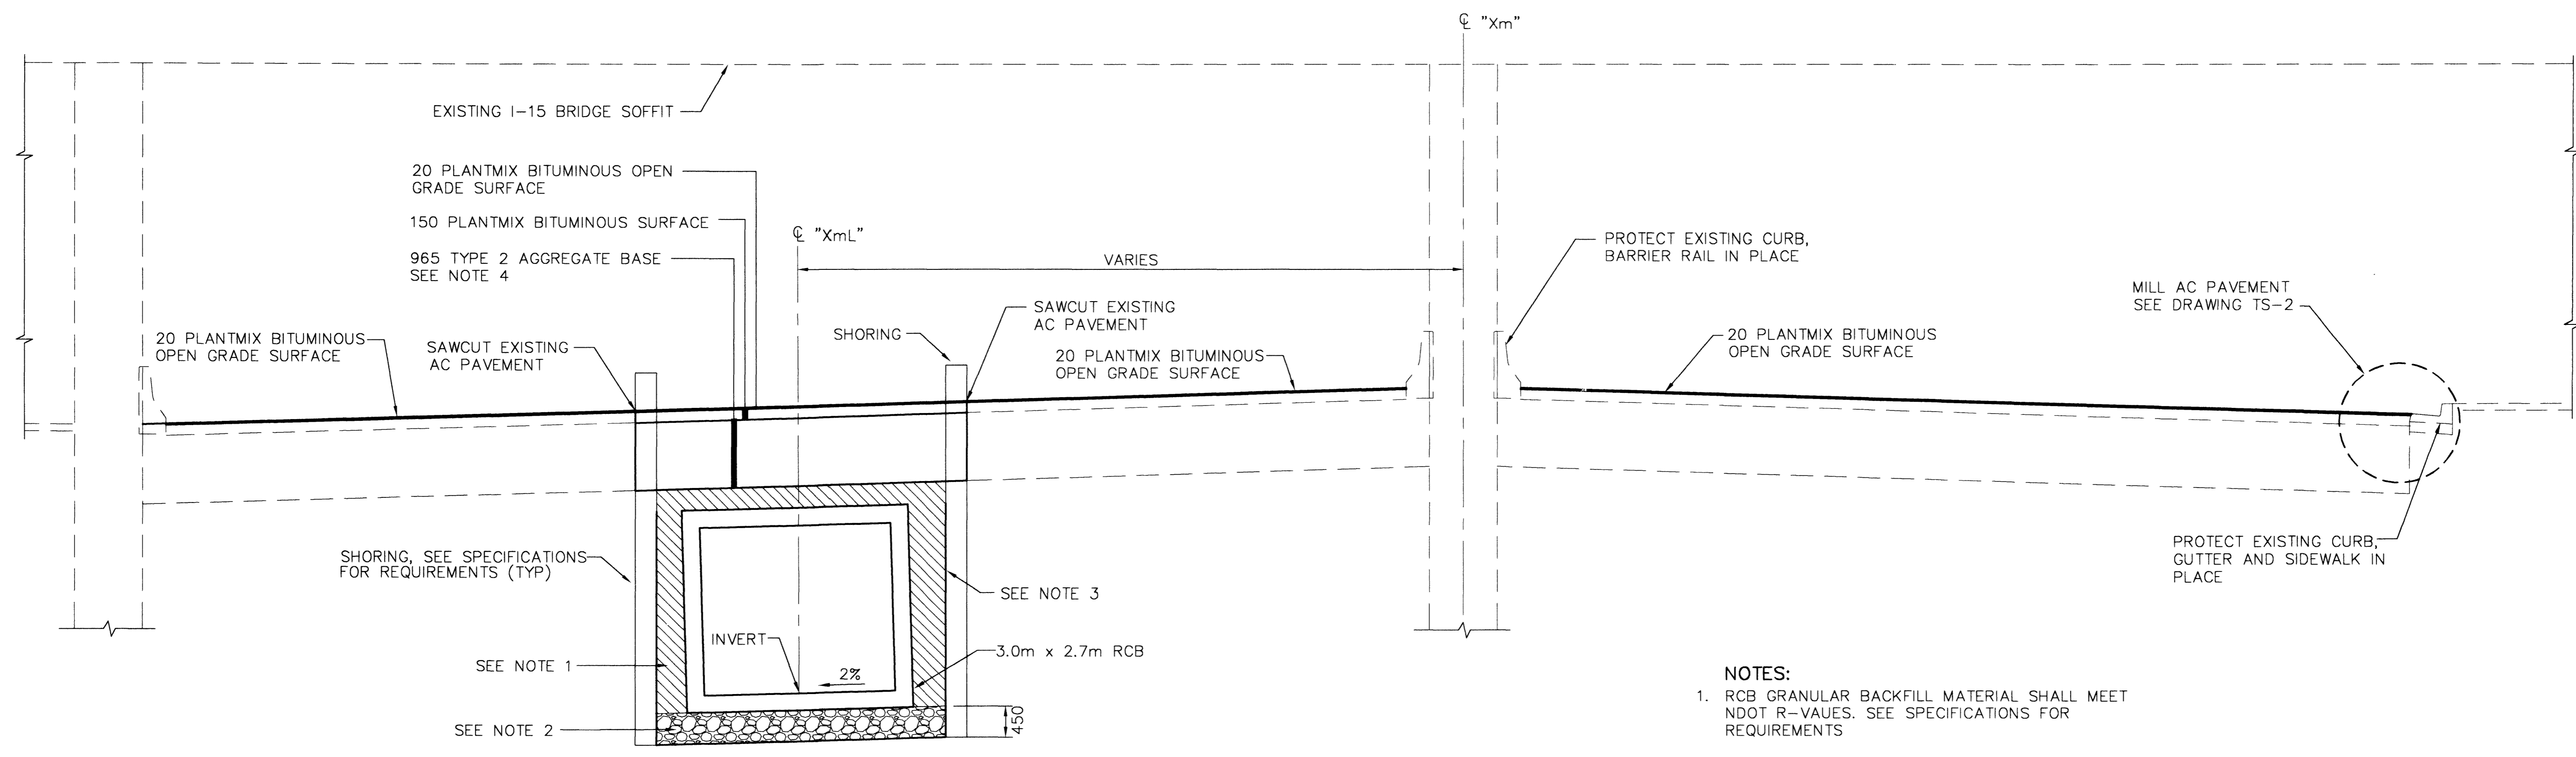 ℄ "Xm"
EXISTING I-15 BRIDGE SOFFIT
20 PLANTMIX BITUMINOUS OPEN
GRADE SURFACE
150 PLANTMIX BITUMINOUS SURFACE
℄ "XmL"
965 TYPE 2 AGGREGATE BASE
SEE NOTE 4
VARIES
PROTECT EXISTING CURB,
BARRIER RAIL IN PLACE
MILL AC PAVEMENT
SEE DRAWING TS-2
20 PLANTMIX BITUMINOUS
OPEN GRADE SURFACE
SAWCUT EXISTING
AC PAVEMENT
SHORING
SAWCUT EXISTING
AC PAVEMENT
20 PLANTMIX BITUMINOUS
OPEN GRADE SURFACE
20 PLANTMIX BITUMINOUS
OPEN GRADE SURFACE
SHORING, SEE SPECIFICATIONS
FOR REQUIREMENTS (TYP)
PROTECT EXISTING CURB,
GUTTER AND SIDEWALK IN
PLACE
SEE NOTE 3
INVERT
3.0m x 2.7m RCB
SEE NOTE 1
2%
SEE NOTE 2
450
NOTES:
1. RCB GRANULAR BACKFILL MATERIAL SHALL MEET
NDOT R-VAUES. SEE SPECIFICATIONS FOR
REQUIREMENTS